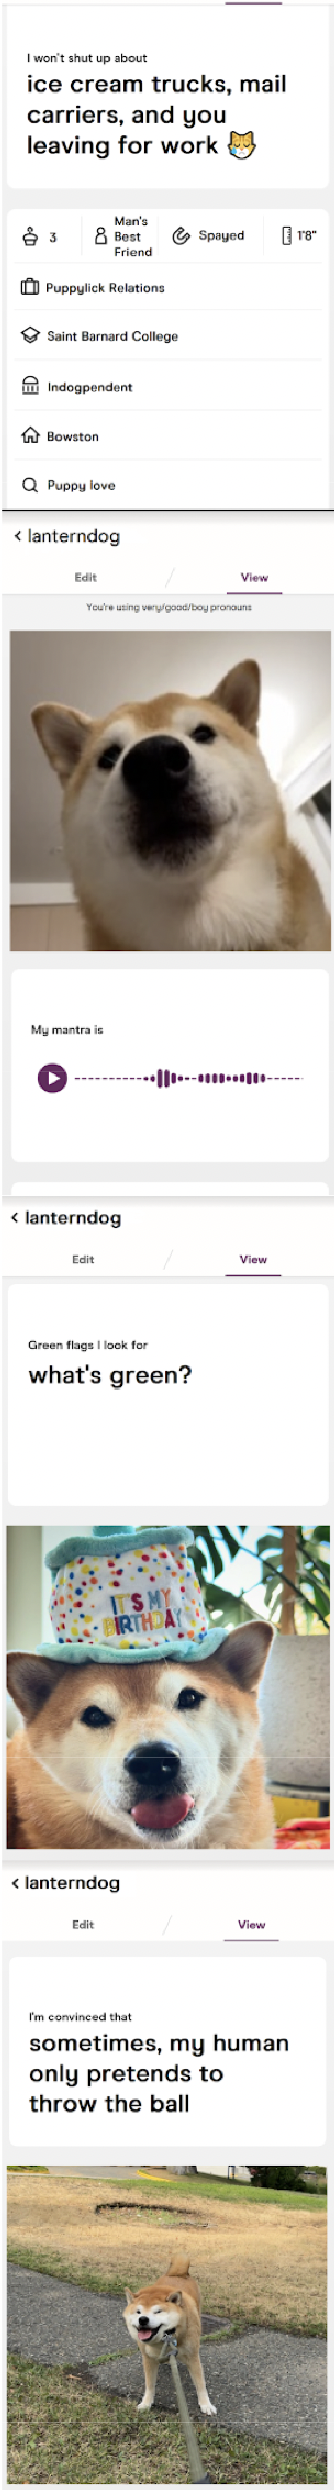 I won't shut up about
ice cream trucks, mail
carriers, and you
leaving for work 😿
3
Man's
Best
Friend
Spayed
1'8"
Puppylick Relations
Saint Barnard College
Indogpendent
Bowston
Puppy love
< lanterndog
Edit
View
You're using very/good/boy pronouns
My mantra is
< lanterndog
Edit
View
Green flags I look for
what's green?
IT'S MY
BIRTHDAY
< lanterndog
Edit
View
I'm convinced that
sometimes, my human
only pretends to
throw the ball